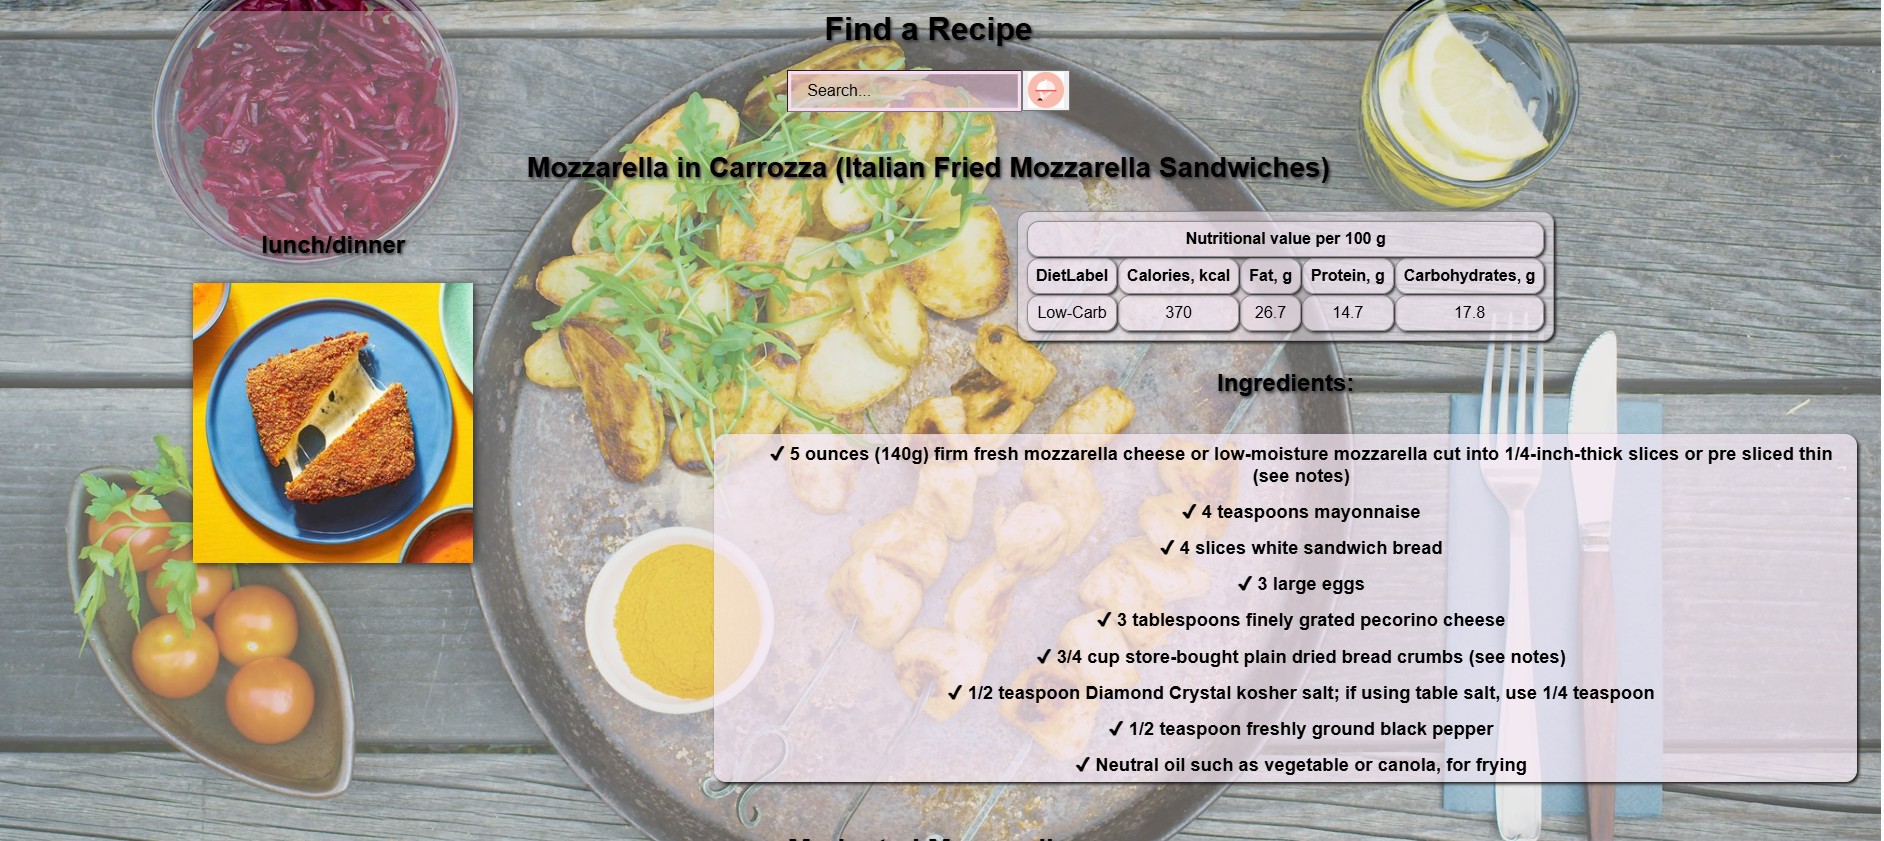 Find a Recipe
Search...
Mozzarella in Carrozza (Italian Fried Mozzarella Sandwiches)
lunch/dinner
Nutritional value per 100 g
DietLabel Calories, kcal Fat, g Protein, g Carbohydrates, g
Low-Carb 370 26.7 14.7 17.8
Ingredients:
✔ 5 ounces (140g) firm fresh mozzarella cheese or low-moisture mozzarella cut into 1/4-inch-thick slices or pre sliced thin
(see notes)
✔ 4 teaspoons mayonnaise
✔ 4 slices white sandwich bread
✔ 3 large eggs
✔ 3 tablespoons finely grated pecorino cheese
✔ 3/4 cup store-bought plain dried bread crumbs (see notes)
✔ 1/2 teaspoon Diamond Crystal kosher salt; if using table salt, use 1/4 teaspoon
✔ 1/2 teaspoon freshly ground black pepper
✔ Neutral oil such as vegetable or canola, for frying